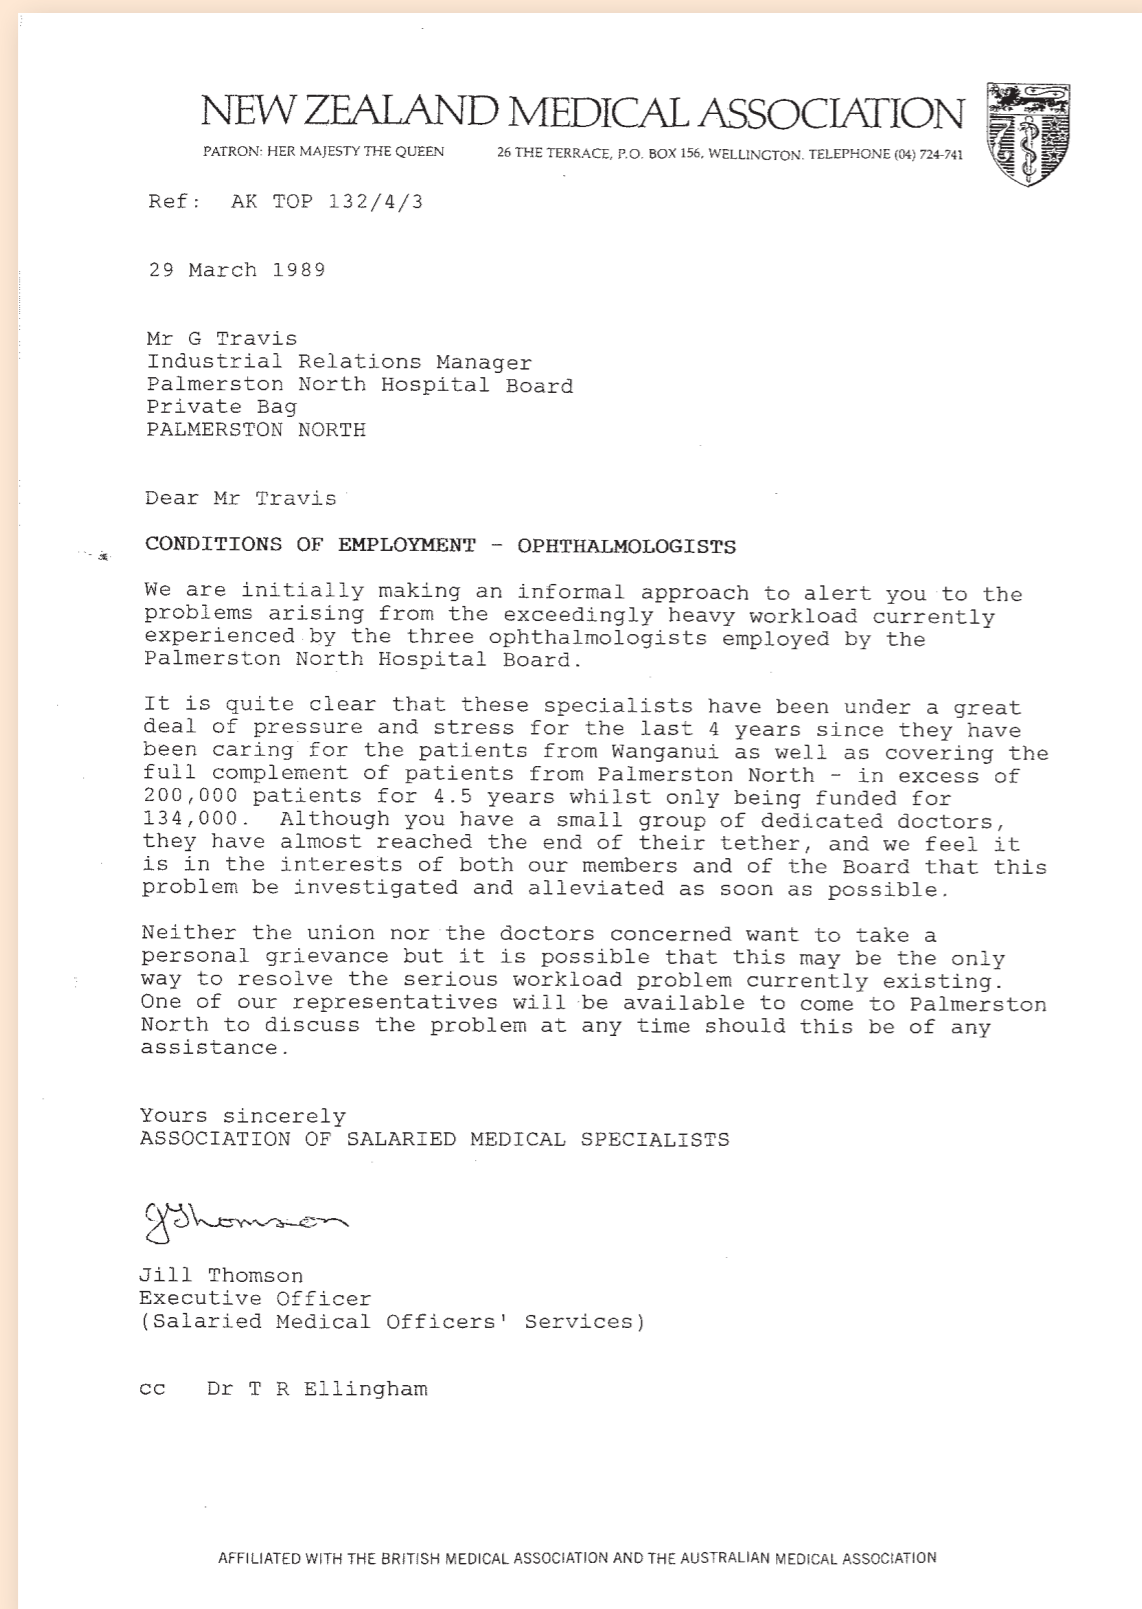 NEW ZEALAND MEDICAL ASSOCIATION
PATRON: HER MAJESTY THE QUEEN 26 THE TERRACE, P.O. BOX 156, WELLINGTON. TELEPHONE (04) 724-741
Ref: AK TOP 132/4/3
29 March 1989
Mr G Travis
Industrial Relations Manager
Palmerston North Hospital Board
Private Bag
PALMERSTON NORTH
Dear Mr Travis
CONDITIONS OF EMPLOYMENT - OPHTHALMOLOGISTS
We are initially making an informal approach to alert you to the
problems arising from the exceedingly heavy workload currently
experienced by the three ophthalmologists employed by the
Palmerston North Hospital Board.
It is quite clear that these specialists have been under a great
deal of pressure and stress for the last 4 years since they have
been caring for the patients from Wanganui as well as covering the
full complement of patients from Palmerston North - in excess of
200,000 patients for 4.5 years whilst only being funded for
134,000. Although you have a small group of dedicated doctors,
they have almost reached the end of their tether, and we feel it
is in the interests of both our members and of the Board that this
problem be investigated and alleviated as soon as possible.
Neither the union nor the doctors concerned want to take a
personal grievance but it is possible that this may be the only
way to resolve the serious workload problem currently existing.
One of our representatives will be available to come to Palmerston
North to discuss the problem at any time should this be of any
assistance.
Yours sincerely
ASSOCIATION OF SALARIED MEDICAL SPECIALISTS
JThomson
Jill Thomson
Executive Officer
(Salaried Medical Officers' Services)
cc Dr T R Ellingham
AFFILIATED WITH THE BRITISH MEDICAL ASSOCIATION AND THE AUSTRALIAN MEDICAL ASSOCIATION